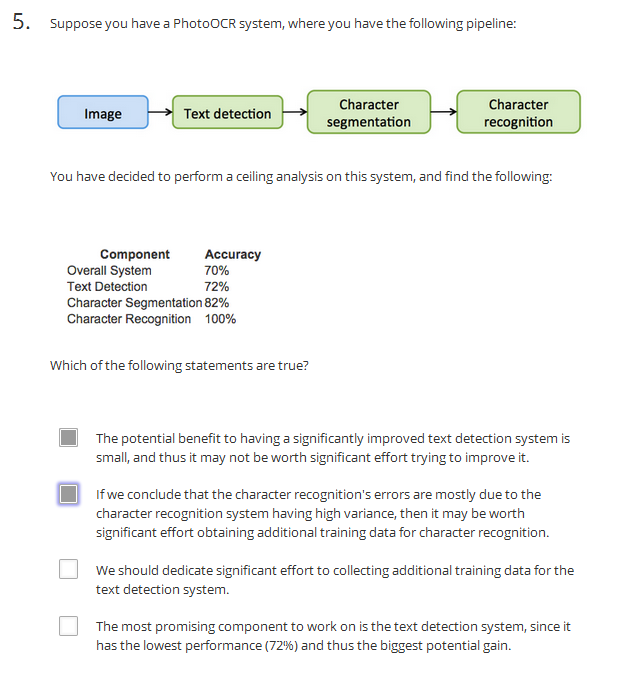 5. Suppose you have a PhotoOCR system, where you have the following pipeline:
Image
Text detection
Character
segmentation
Character
recognition
You have decided to perform a ceiling analysis on this system, and find the following:
Component Accuracy
Overall System 70%
Text Detection 72%
Character Segmentation 82%
Character Recognition 100%
Which of the following statements are true?
The potential benefit to having a significantly improved text detection system is
small, and thus it may not be worth significant effort trying to improve it.
If we conclude that the character recognition's errors are mostly due to the
character recognition system having high variance, then it may be worth
significant effort obtaining additional training data for character recognition.
We should dedicate significant effort to collecting additional training data for the
text detection system.
The most promising component to work on is the text detection system, since it
has the lowest performance (72%) and thus the biggest potential gain.